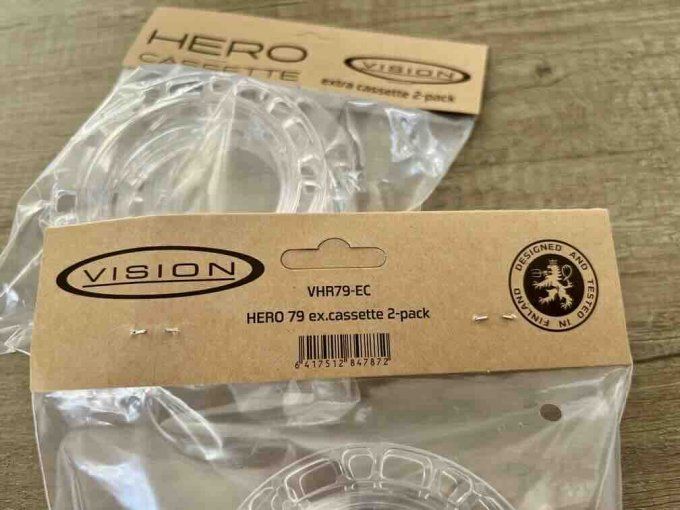 HERO
CASSETTE
VISION
extra cassette 2-pack
VISION
VHR79-EC
HERO 79 ex.cassette 2-pack
6 417512 847872
DESIGNED AND TESTED IN FINLAND